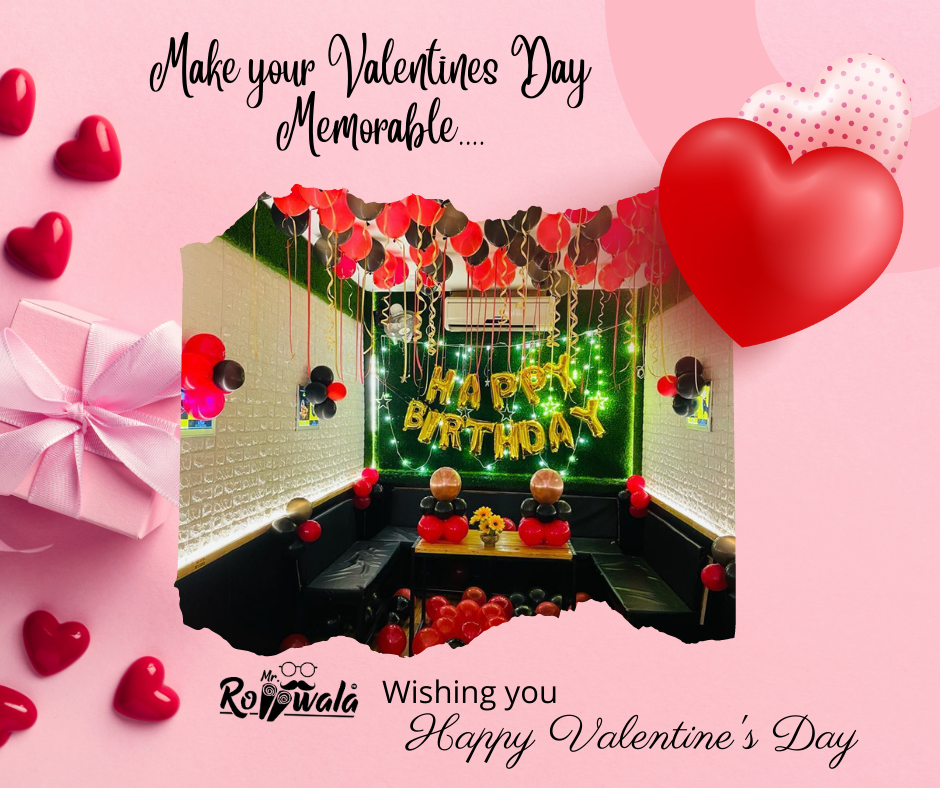 Make your Valentines Day
Memorable....
HAPPY
BIRTHDAY
Mr.
Rollwala
Wishing you
Happy Valentine's Day